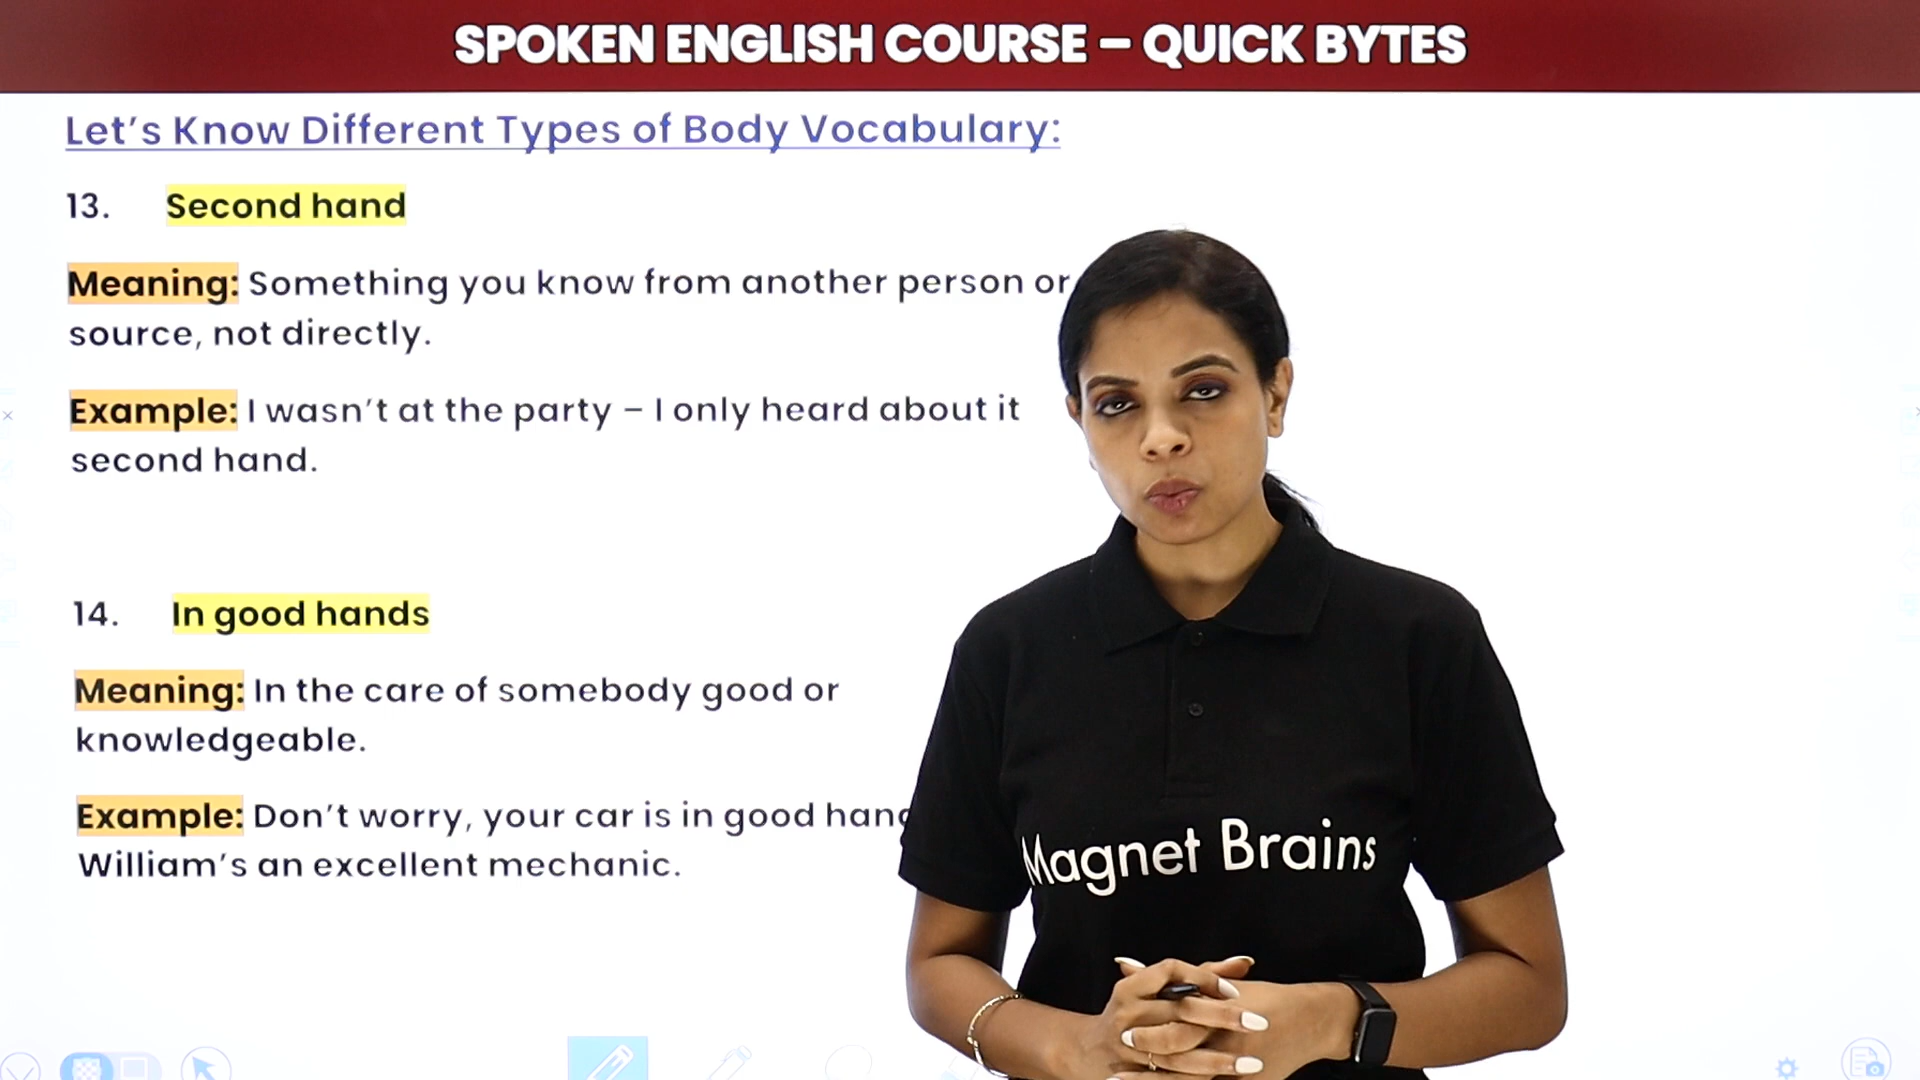 SPOKEN ENGLISH COURSE – QUICK BYTES
Let's Know Different Types of Body Vocabulary:
13. Second hand
Meaning: Something you know from another person or
source, not directly.
Example: I wasn't at the party – I only heard about it
second hand.
14. In good hands
Meaning: In the care of somebody good or
knowledgeable.
Example: Don't worry, your car is in good
William's an excellent mechanic.
Magnet Brains